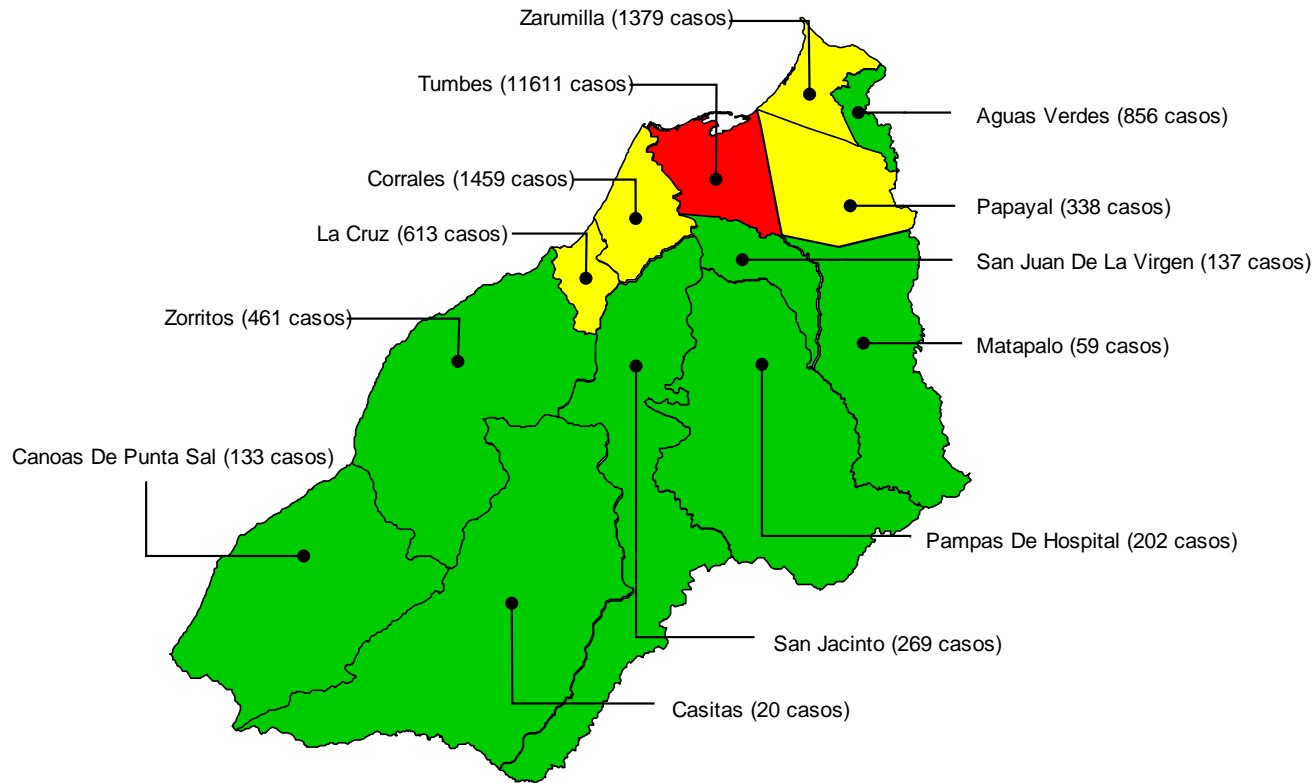 Zarumilla (1379 casos)
Tumbes (11611 casos)
Aguas Verdes (856 casos)
Corrales (1459 casos)
Papayal (338 casos)
La Cruz (613 casos)
San Juan De La Virgen (137 casos)
Zorritos (461 casos)
Matapalo (59 casos)
Canoas De Punta Sal (133 casos)
Pampas De Hospital (202 casos)
San Jacinto (269 casos)
Casitas (20 casos)